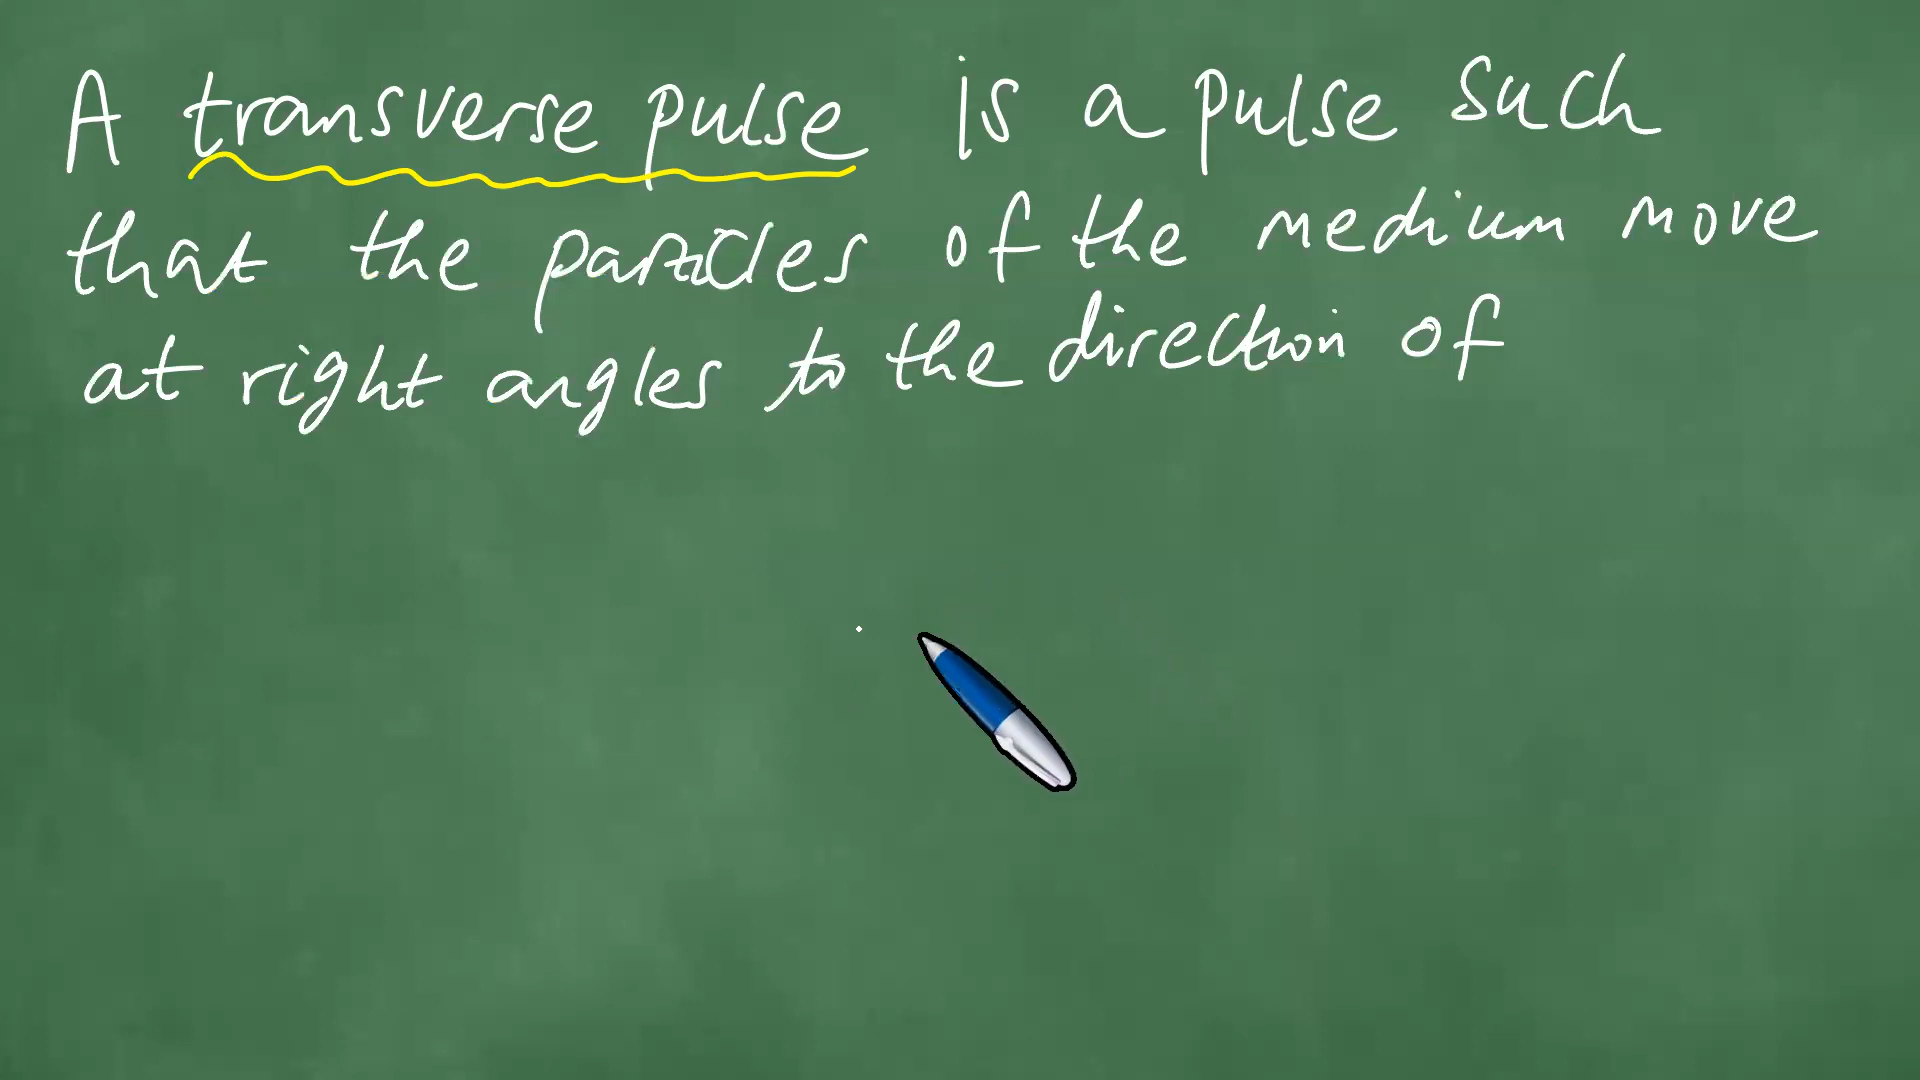 A transverse pulse is a pulse such
that the particles of the medium move
at right angles to the direction of